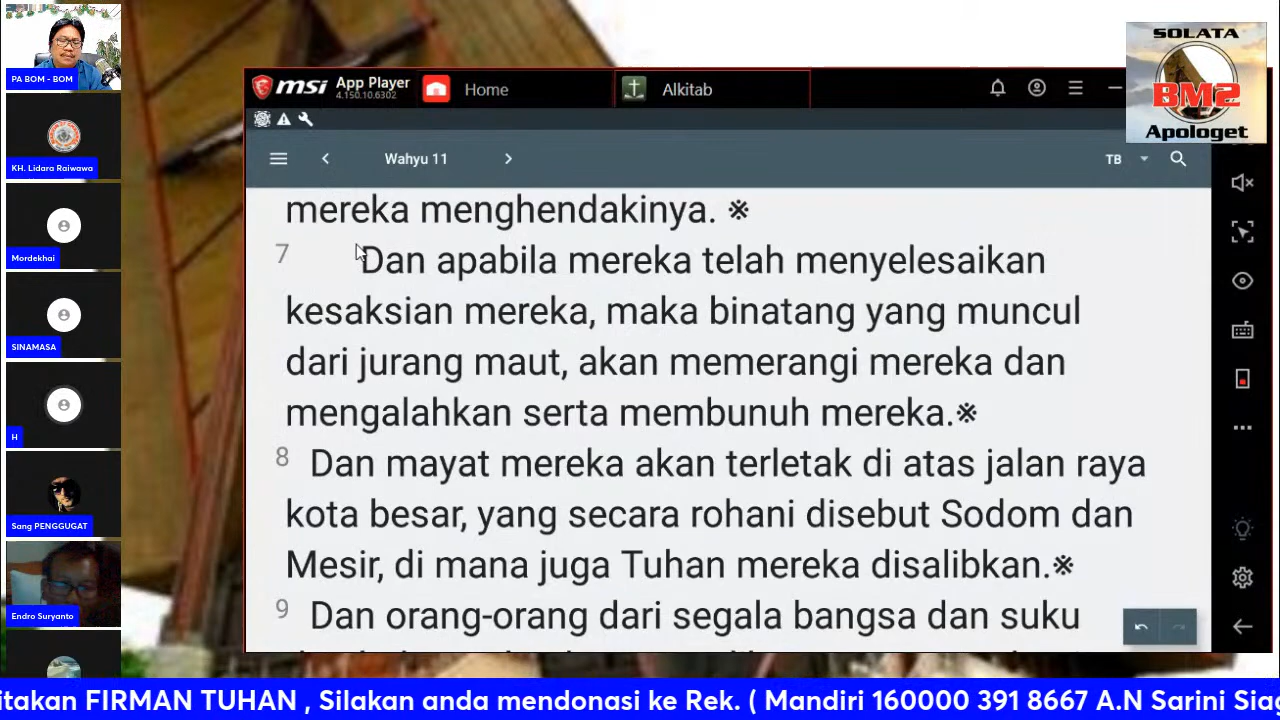 PA BOM - BOM
KH. Lidara Raiwawa
Mordekhai
SINAMASA
H
Sang PENGGUGAT
Endro Suryanto
SOLATA
BM2
Apologet
msi App Player
4.150.10.6302
Home
Alkitab
Wahyu 11
TB
mereka menghendakinya. ※
7 Dan apabila mereka telah menyelesaikan
kesaksian mereka, maka binatang yang muncul
dari jurang maut, akan memerangi mereka dan
mengalahkan serta membunuh mereka.※
8 Dan mayat mereka akan terletak di atas jalan raya
kota besar, yang secara rohani disebut Sodom dan
Mesir, di mana juga Tuhan mereka disalibkan.※
9 Dan orang-orang dari segala bangsa dan suku
itakan FIRMAN TUHAN , Silakan anda mendonasi ke Rek. ( Mandiri 160000 391 8667 A.N Sarini Siag